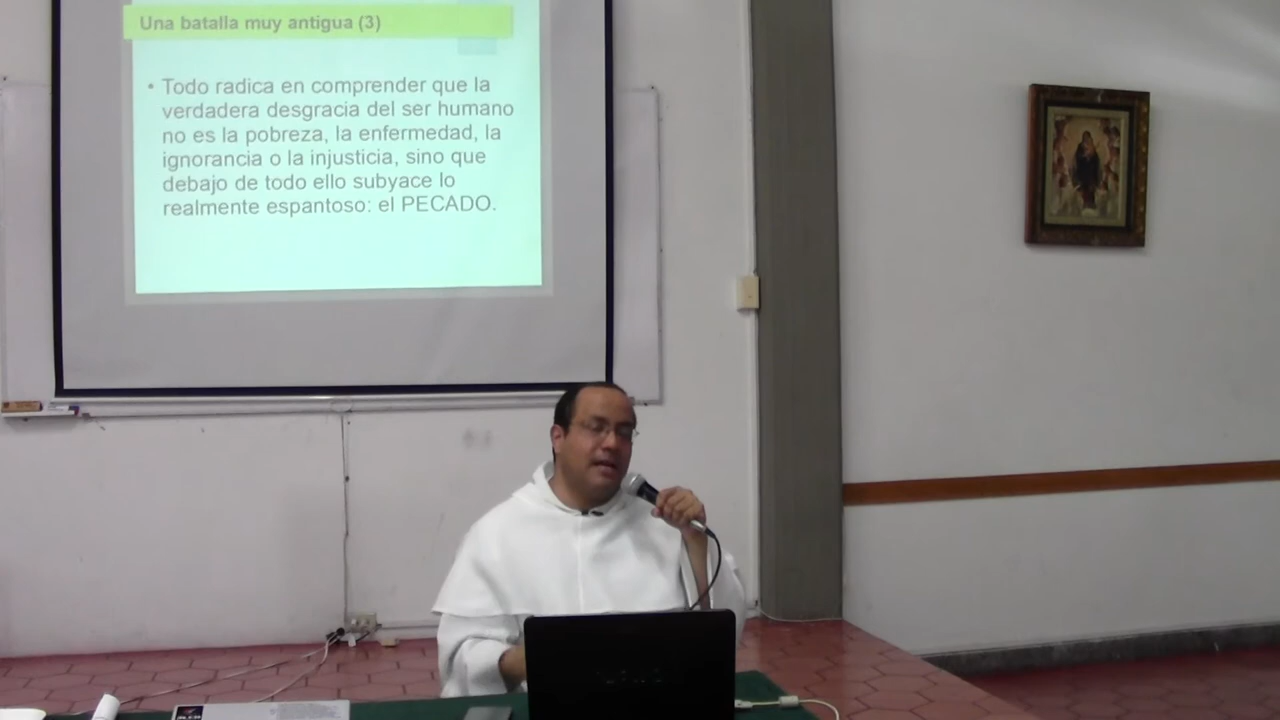 Una batalla muy antigua (3)
• Todo radica en comprender que la
verdadera desgracia del ser humano
no es la pobreza, la enfermedad, la
ignorancia o la injusticia, sino que
debajo de todo ello subyace lo
realmente espantoso: el PECADO.